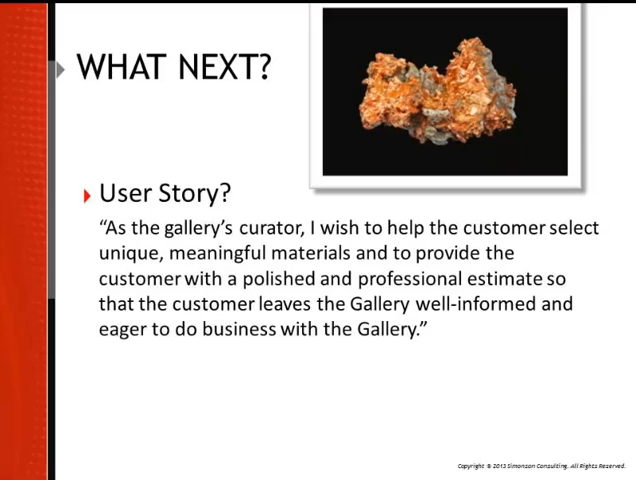 WHAT NEXT?
User Story?
“As the gallery’s curator, I wish to help the customer select
unique, meaningful materials and to provide the
customer with a polished and professional estimate so
that the customer leaves the Gallery well-informed and
eager to do business with the Gallery.”
Copyright © 2013 Simonson Consulting. All Rights Reserved.